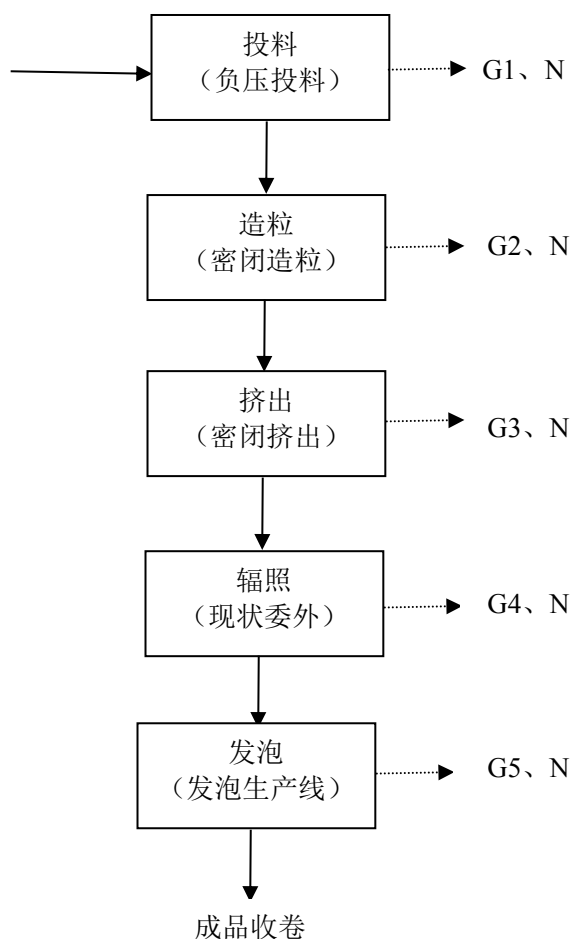 投料
（负压投料）
G1、N
造粒
（密闭造粒）
G2、N
挤出
（密闭挤出）
G3、N
辐照
（现状委外）
G4、N
发泡
（发泡生产线）
G5、N
成品收卷